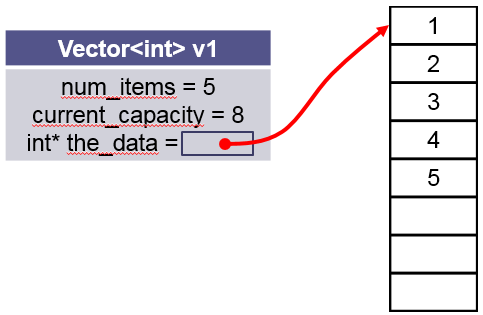 Vector<int> v1
num_items = 5
current_capacity = 8
int* the_data =
1
2
3
4
5